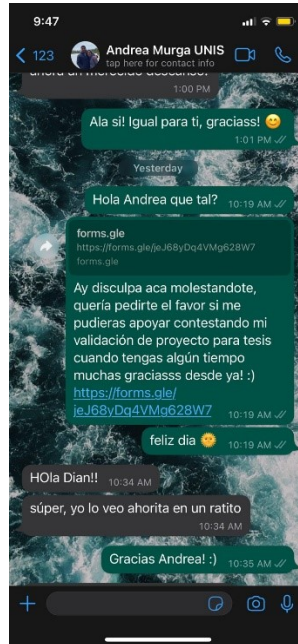 9:47
123
Andrea Murga UNIS
tap here for contact info
ahora un merecido descanso!
1:00 PM
Ala si! Igual para ti, graciass! 😊
1:01 PM
Yesterday
Hola Andrea que tal? 10:19 AM
forms.gle
https://forms.gle/jeJ68yDq4VMg628W7
forms.gle
Ay disculpa aca molestandote,
quería pedirte el favor si me
pudieras apoyar contestando mi
validación de proyecto para tesis
cuando tengas algún tiempo
muchas graciasss desde ya! :)
https://forms.gle/
jeJ68yDq4VMg628W7 10:19 AM
feliz dia 🌞 10:19 AM
HOla Dian!! 10:34 AM
súper, yo lo veo ahorita en un ratito
10:34 AM
Gracias Andrea! :) 10:35 AM